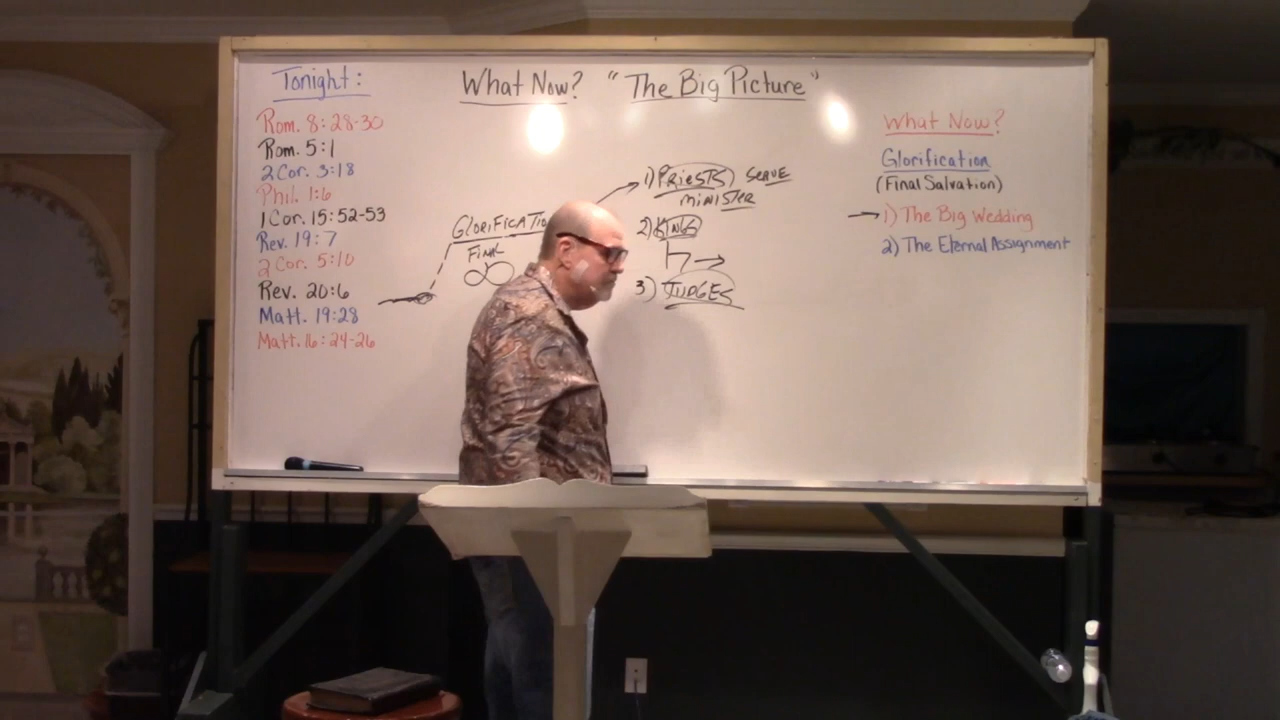 Tonight:
Rom. 8:28-30
Rom. 5:1
2 Cor. 3:18
Phil. 1:6
1 Cor. 15:52-53
Rev. 19:7
2 Cor. 5:10
Rev. 20:6
Matt. 19:28
Matt. 16:24-26
What Now? "The Big Picture"
FINAL
1) PRIESTS SERVE
MINISTER
2) KINGS
3) JUDGES
What Now?
Glorification
(Final Salvation)
1) The Big Wedding
2) The Eternal Assignment